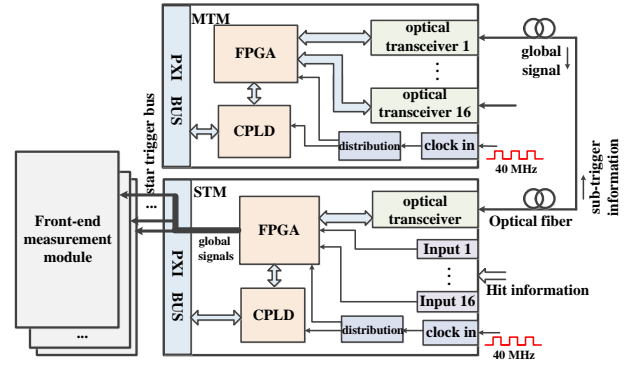 MTM
PXI
BUS
FPGA
CPLD
optical
transceiver 1
...
optical
transceiver 16
distribution
clock in
40 MHz
global
signal
sub-trigger
information
star trigger bus
...
STM
PXI
BUS
global
signals
FPGA
CPLD
optical
transceiver
Optical fiber
Input 1
...
Input 16
Hit information
distribution
clock in
40 MHz
Front-end
measurement
module
...